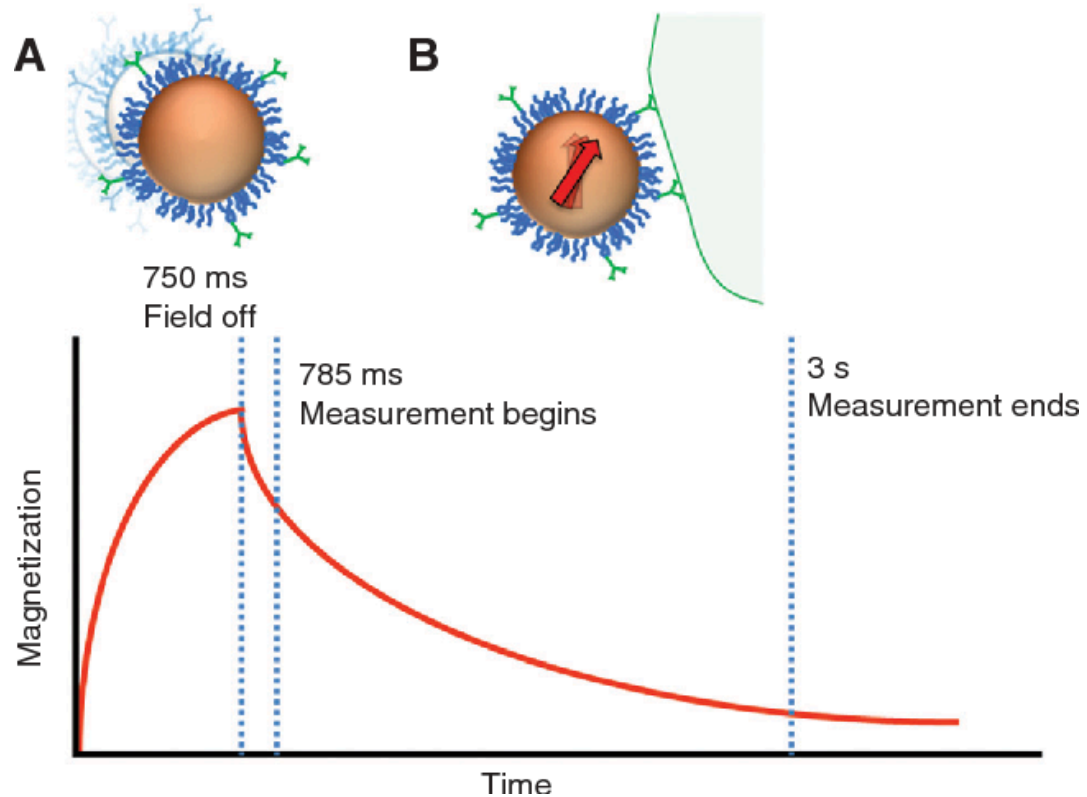 A
B
750 ms
Field off
785 ms
Measurement begins
3 s
Measurement ends
Magnetization
Time